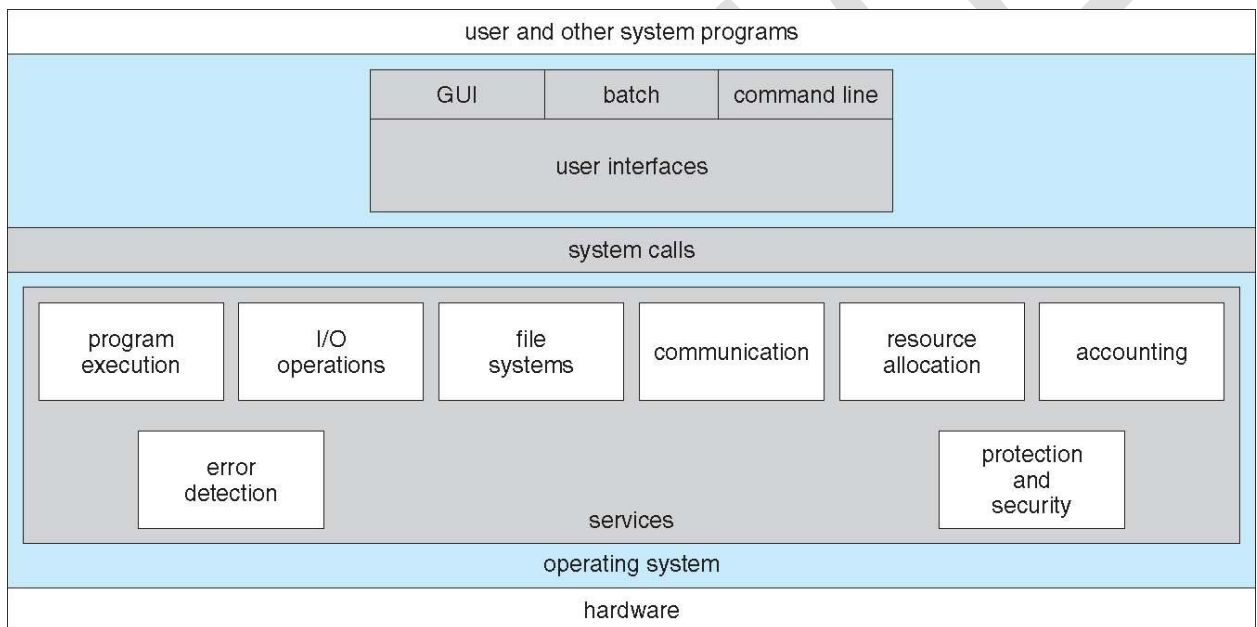 user and other system programs
GUI
batch
command line
user interfaces
system calls
program
execution
I/O
operations
file
systems
communication
resource
allocation
accounting
error
detection
protection
and
security
services
operating system
hardware